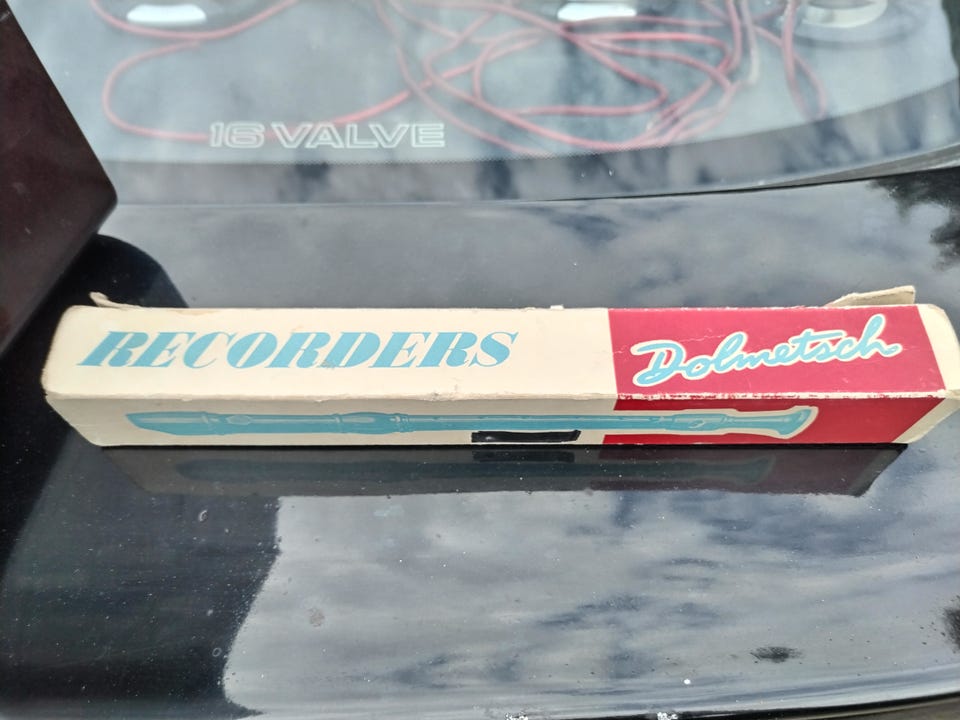 16 VALVE
RECORDERS
Dolmetsch